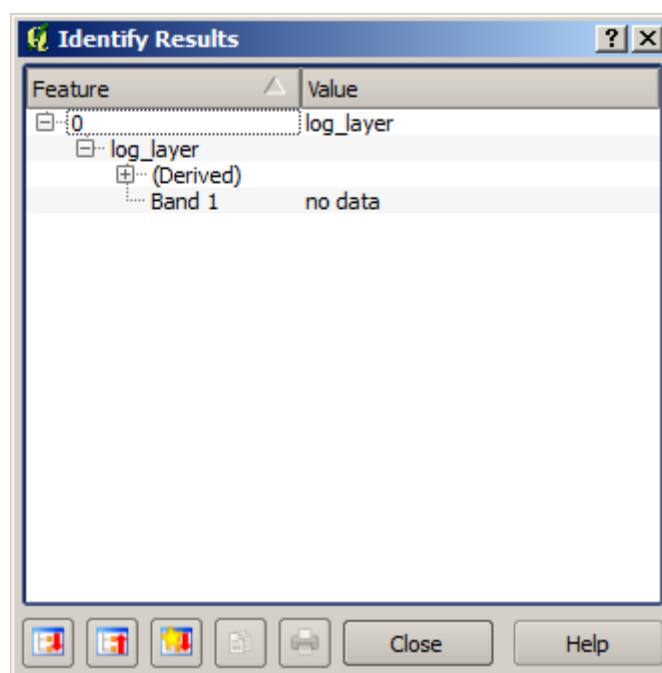 Identify Results
Feature Value
0 log_layer
log_layer
(Derived)
Band 1 no data
Close Help